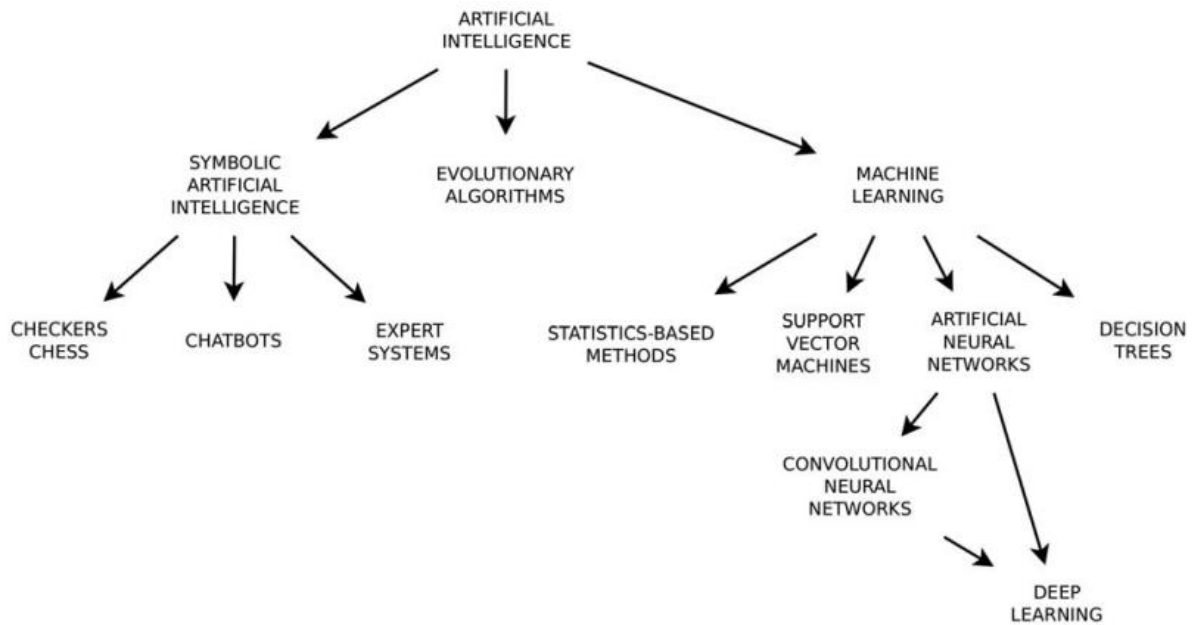 ARTIFICIAL
INTELLIGENCE
SYMBOLIC
ARTIFICIAL
INTELLIGENCE
EVOLUTIONARY
ALGORITHMS
MACHINE
LEARNING
CHECKERS
CHESS
CHATBOTS
EXPERT
SYSTEMS
STATISTICS-BASED
METHODS
SUPPORT
VECTOR
MACHINES
ARTIFICIAL
NEURAL
NETWORKS
DECISION
TREES
CONVOLUTIONAL
NEURAL
NETWORKS
DEEP
LEARNING